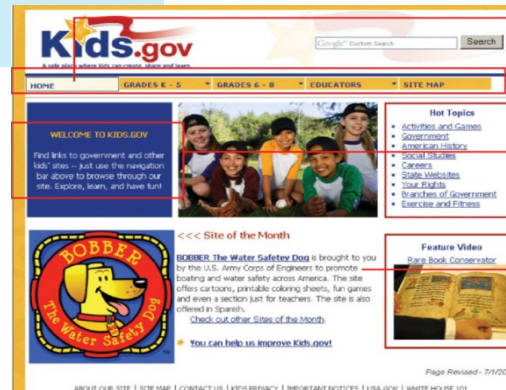 Kids.gov
A safe place where kids can create, share and learn
Google™ Custom Search
Search
HOME
GRADES K - 5
GRADES 6 - 8
EDUCATORS
SITE MAP
WELCOME TO KIDS.GOV
Find links to government and other
kids' sites -- just use the navigation
bar above to browse through our
site. Explore, learn, and have fun!
Hot Topics
Activities and Games
Government
American History
Social Studies
Careers
State Websites
Your Rights
Branches of Government
Exercise and Fitness
BOBBER
The Water Safety Dog
<<< Site of the Month
BOBBER The Water Safetey Dog is brought to you
by the U.S. Army Corps of Engineers to promote
boating and water safety across America. The site
offers cartoons, printable coloring sheets, fun games
and even a section just for teachers. The site is also
offered in Spanish.
Check out other Sites of the Month.
You can help us improve Kids.gov!
Feature Video
Rare Book Conservator
Page Revised - 7/1/20
ABOUT OUR SITE | SITE MAP | CONTACT US | KIDS PRIVACY | IMPORTANT NOTICES | USA.GOV | WHITE HOUSE 101